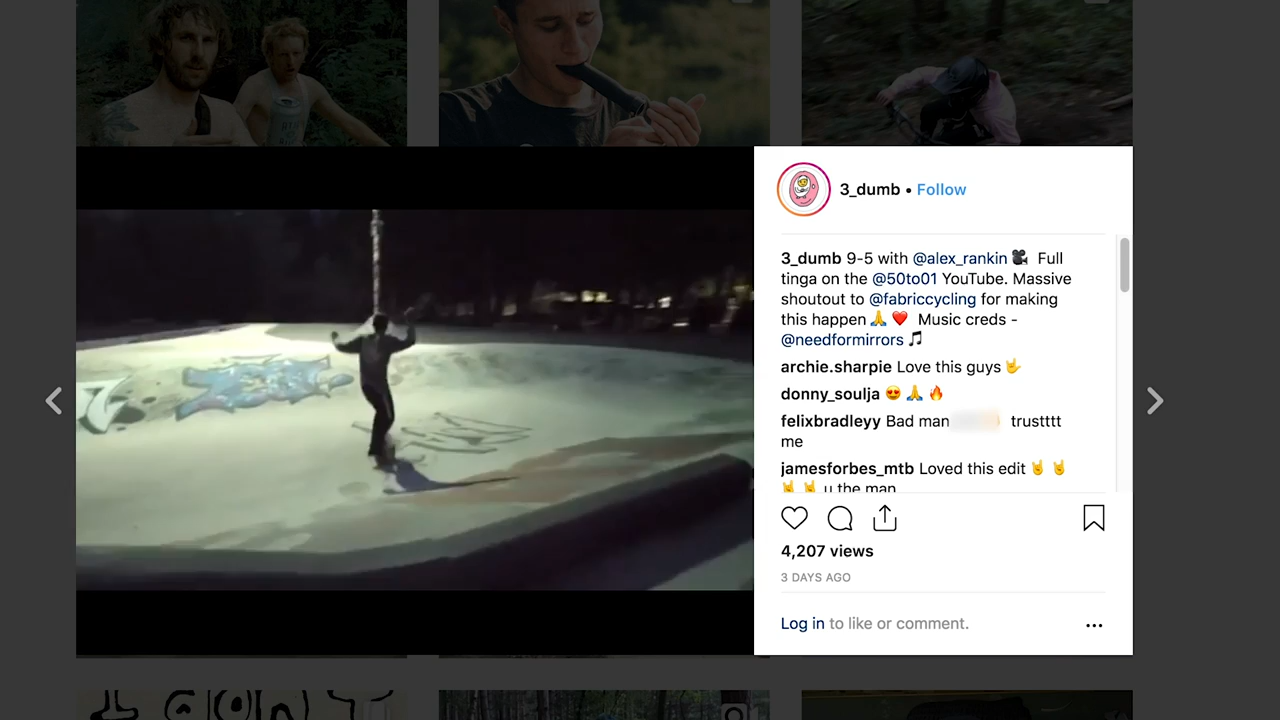 3_dumb • Follow
3_dumb 9-5 with @alex_rankin 🎥 Full
tinga on the @50to01 YouTube. Massive
shoutout to @fabriccycling for making
this happen 🙏 ❤️ Music creds -
@needformirrors 🎵
archie.sharpie Love this guys 🤟
donny_soulja 😍 🙏 🔥
felixbradleyy Bad man trustttt
me
jamesforbes_mtb Loved this edit 🤘 🤘
🤘 🤘 u the man
4,207 views
3 DAYS AGO
Log in to like or comment.